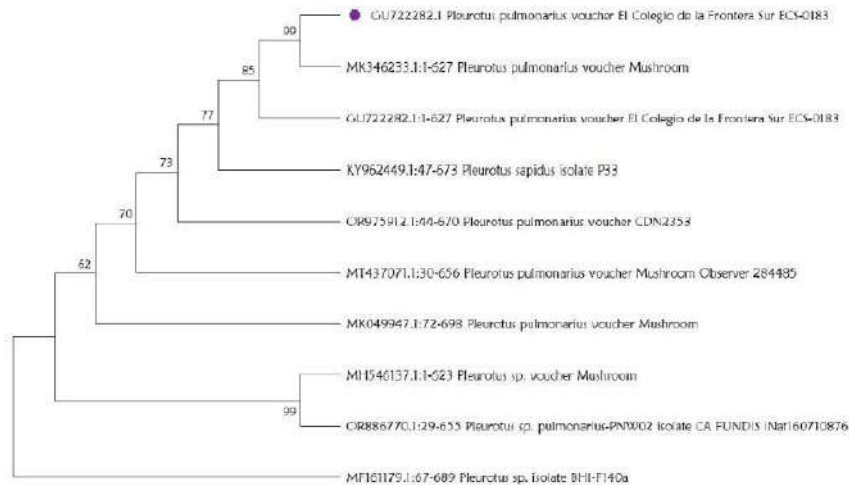 99
GU722282.1 Pleurotus pulmonarius voucher El Colegio de la Frontera Sur ECS-0183
85
MK346233.1:1-627 Pleurotus pulmonarius voucher Mushroom
77
GU722282.1:1-627 Pleurotus pulmonarius voucher El Colegio de la Frontera Sur ECS-0183
73
KY962449.1:47-673 Pleurotus sapidus isolate P33
70
OR975912.1:44-670 Pleurotus pulmonarius voucher CDN2353
62
MT437071.1:30-656 Pleurotus pulmonarius voucher Mushroom Observer 284485
MK049947.1:72-698 Pleurotus pulmonarius voucher Mushroom
MH546137.1:1-623 Pleurotus sp. voucher Mushroom
99
OR886770.1:29-655 Pleurotus sp. pulmonarius-PNW02 isolate CA FUNDIS iNat160710876
MF161179.1:67-689 Pleurotus sp. isolate BHI-F140a